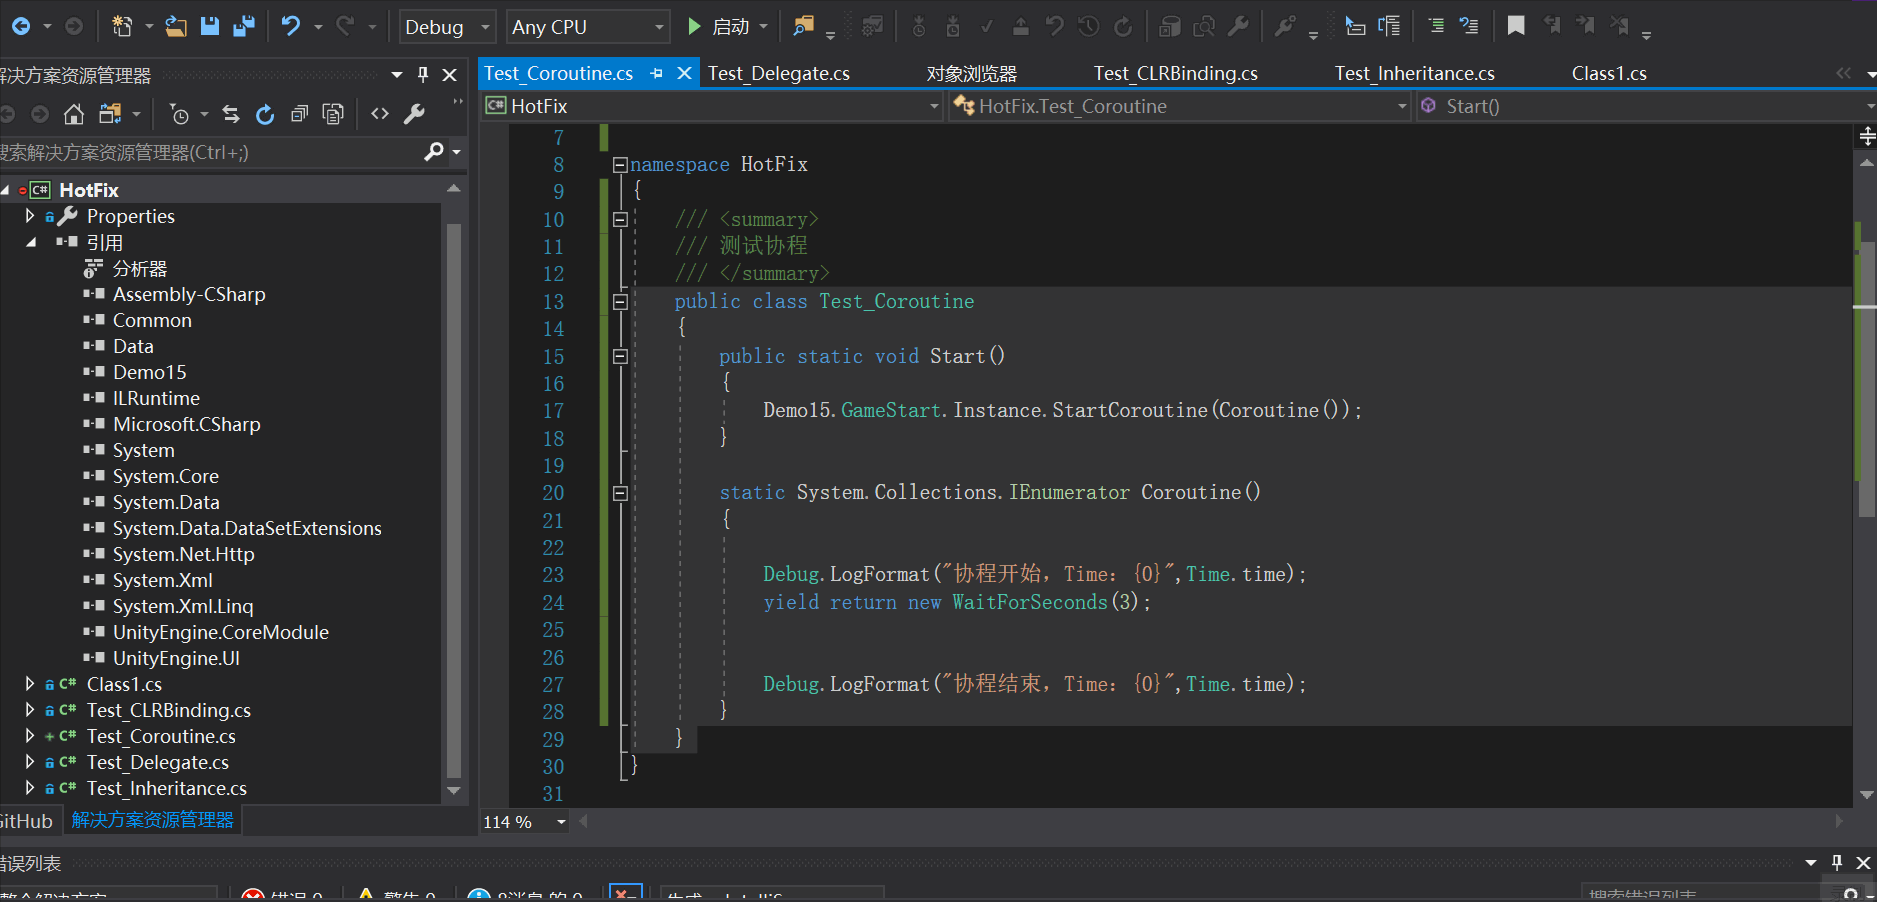 Debug
Any CPU
启动
解决方案资源管理器
搜索解决方案资源管理器(Ctrl+;)
HotFix
Properties
引用
分析器
Assembly-CSharp
Common
Data
Demo15
ILRuntime
Microsoft.CSharp
System
System.Core
System.Data
System.Data.DataSetExtensions
System.Net.Http
System.Xml
System.Xml.Linq
UnityEngine.CoreModule
UnityEngine.UI
C# Class1.cs
C# Test_CLRBinding.cs
C# Test_Coroutine.cs
C# Test_Delegate.cs
C# Test_Inheritance.cs
GitHub
解决方案资源管理器
Test_Coroutine.cs
Test_Delegate.cs
对象浏览器
Test_CLRBinding.cs
Test_Inheritance.cs
Class1.cs
C# HotFix
HotFix.Test_Coroutine
Start()
7
8 namespace HotFix
9 {
10 /// <summary>
11 /// 测试协程
12 /// </summary>
13 public class Test_Coroutine
14 {
15 public static void Start()
16 {
17 Demo15.GameStart.Instance.StartCoroutine(Coroutine());
18 }
19
20 static System.Collections.IEnumerator Coroutine()
21 {
22
23 Debug.LogFormat("协程开始，Time：{0}",Time.time);
24 yield return new WaitForSeconds(3);
25
26
27 Debug.LogFormat("协程结束，Time：{0}",Time.time);
28 }
29 }
30 }
31
114 %
错误列表